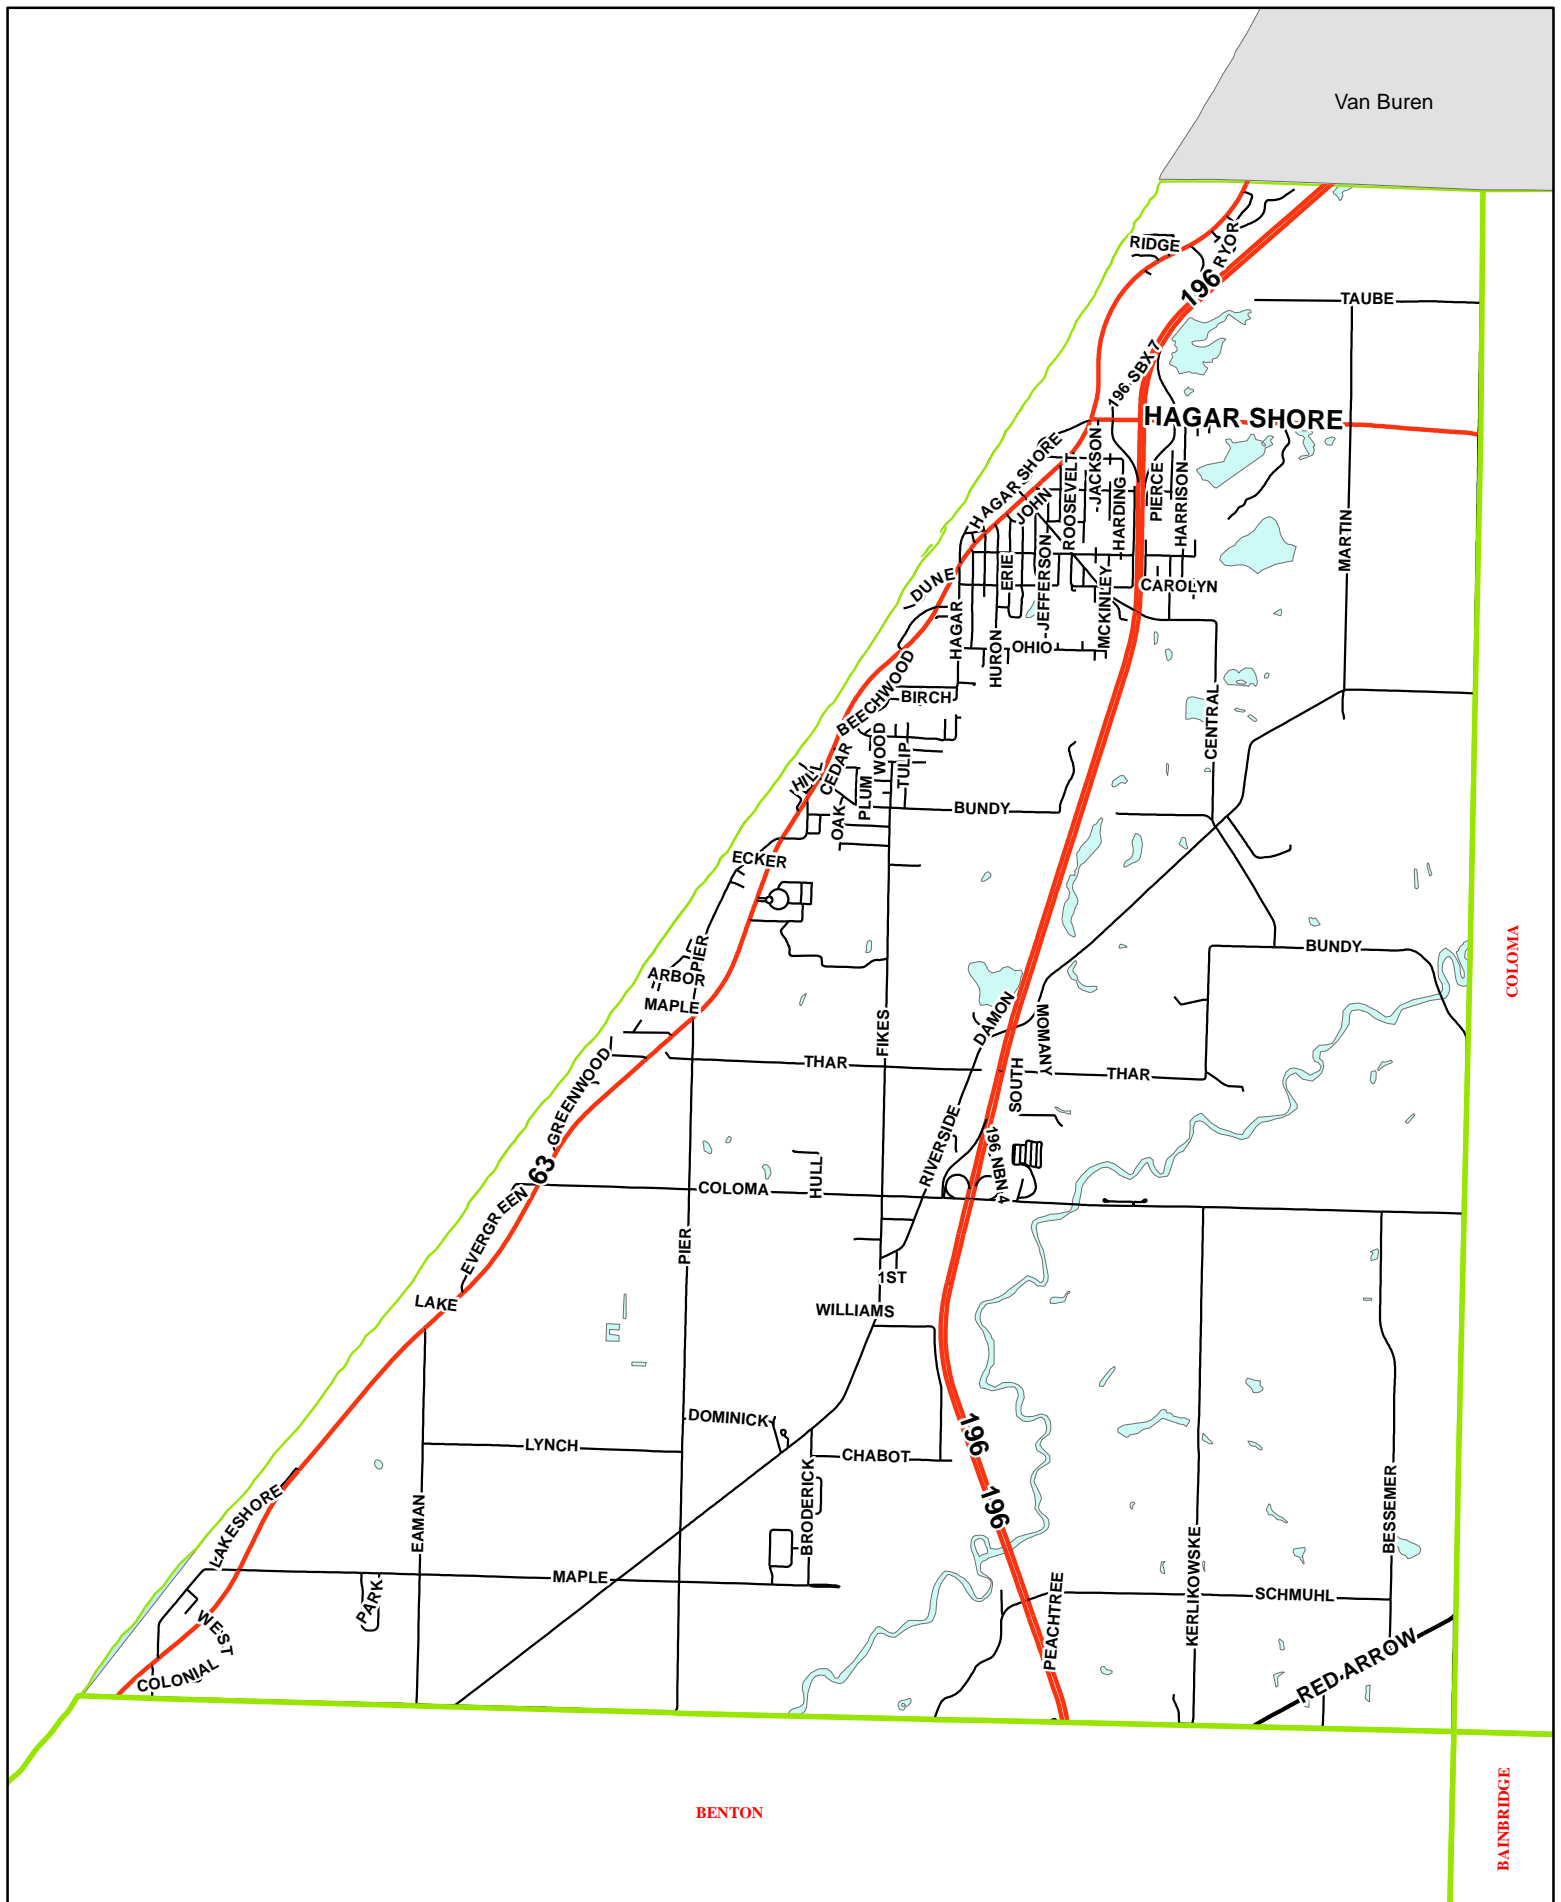 Van Buren
RIDGE
RYOR
196
TAUBE
196 SBX 7
HAGAR SHORE
HAGAR SHORE
JOHN
ROOSEVELT
JACKSON
HARDING
PIERCE
HARRISON
MARTIN
DUNE
ERIE
JEFFERSON
MCKINLEY
CAROLYN
HAGAR
HURON
OHIO
BEECHWOOD
BIRCH
CENTRAL
HILL
CEDAR
WOOD
TULIP
PLUM
OAK
BUNDY
ECKER
PIER
ARBOR
MAPLE
BUNDY
COLOMA
FIKES
DAMON
MOMANY
GREENWOOD
THAR
SOUTH
THAR
RIVERSIDE
196 NBN 4
63
EVERGREEN
COLOMA
HULL
PIER
1ST
LAKE
WILLIAMS
DOMINICK
LYNCH
CHABOT
196
LAKESHORE
EAMAN
BRODERICK
196
BESSEMER
KERLIKOWSKE
MAPLE
PARK
PEACHTREE
SCHMUHL
WEST
COLONIAL
RED ARROW
BENTON
BAINBRIDGE